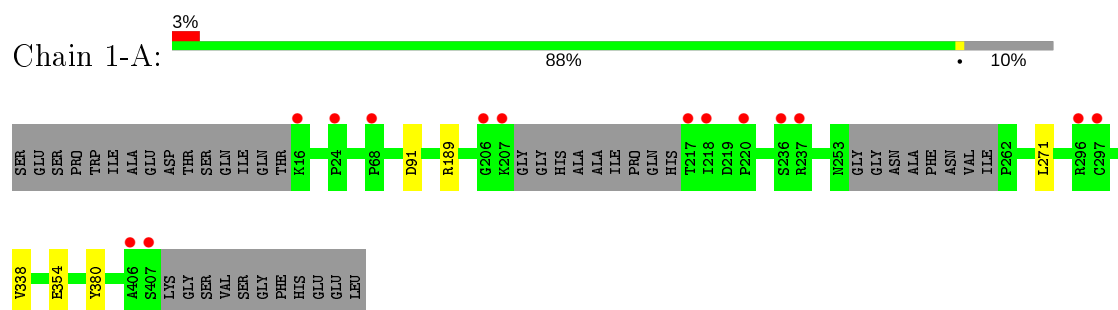 3%
Chain 1-A:
88% • 10%
SER GLU SER PRO TRP ILE ALA GLU ASP THR SER GLN ILE GLN THR K16 P24 P68 D91 R189 G206 K207 GLY GLY HIS ALA ALA ILE PRO GLN HIS T217 I218 D219 P220 S236 R237 N253 GLY GLY ASN ALA PHE ASN VAL ILE P262 L271 R296 C297
V338 E354 Y380 A406 S407 LYS GLY SER VAL SER GLY PHE HIS GLU GLU LEU